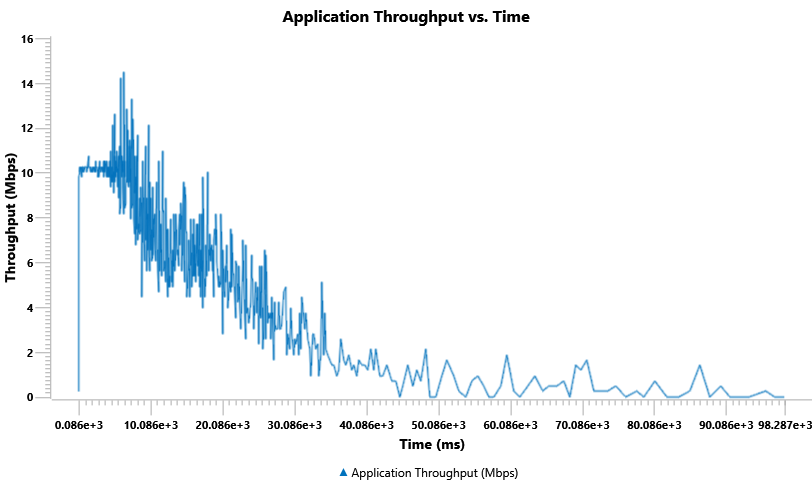 Application Throughput vs. Time
16
14
12
10
8
6
4
2
0
Throughput (Mbps)
0.086e+3 10.086e+3 20.086e+3 30.086e+3 40.086e+3 50.086e+3 60.086e+3 70.086e+3 80.086e+3 90.086e+3 98.287e+3
Time (ms)
▲ Application Throughput (Mbps)